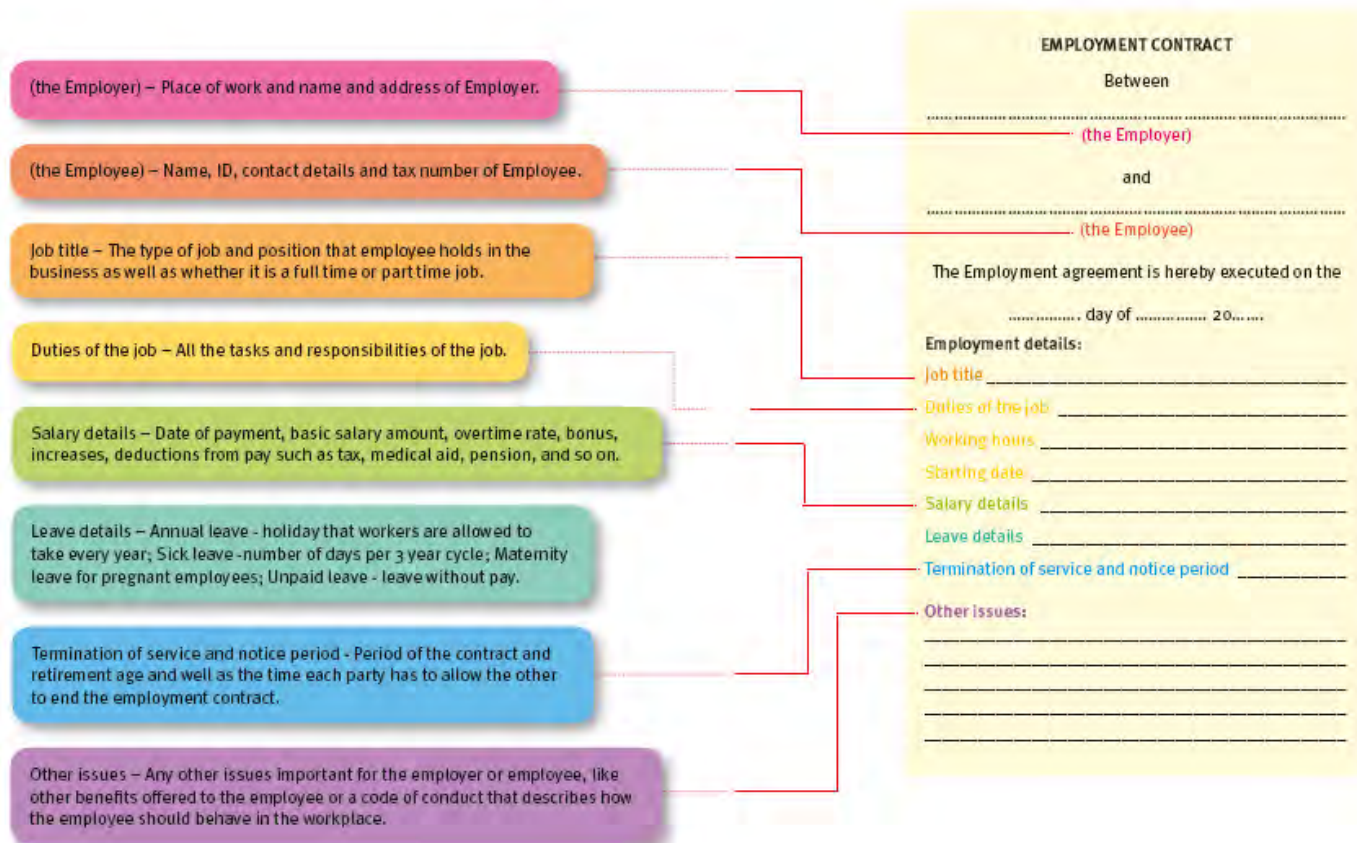 (the Employer) – Place of work and name and address of Employer.
(the Employee) – Name, ID, contact details and tax number of Employee.
Job title – The type of job and position that employee holds in the
business as well as whether it is a full time or part time job.
Duties of the job – All the tasks and responsibilities of the job.
Salary details – Date of payment, basic salary amount, overtime rate, bonus,
increases, deductions from pay such as tax, medical aid, pension, and so on.
Leave details – Annual leave - holiday that workers are allowed to
take every year; Sick leave -number of days per 3 year cycle; Maternity
leave for pregnant employees; Unpaid leave - leave without pay.
Termination of service and notice period - Period of the contract and
retirement age and well as the time each party has to allow the other
to end the employment contract.
Other issues – Any other issues important for the employer or employee, like
other benefits offered to the employee or a code of conduct that describes how
the employee should behave in the workplace.
EMPLOYMENT CONTRACT
Between
(the Employer)
and
(the Employee)
The Employment agreement is hereby executed on the
................ day of ................ 20.......
Employment details:
Job title
Duties of the job
Working hours
Starting date
Salary details
Leave details
Termination of service and notice period
Other issues: